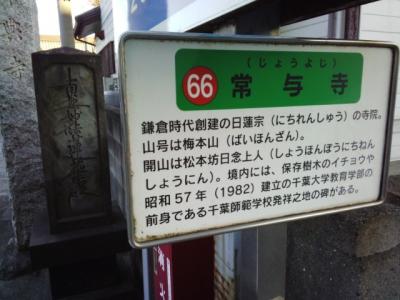 (じょうよじ)
66 常与寺
鎌倉時代創建の日蓮宗(にちれんしゅう)の寺院。
山号は梅本山(ばいほんざん)。
開山は松本坊日念上人(しょうほんぼうにちねん
しょうにん)。境内には、保存樹木のイチョウや
昭和57年(1982)建立の千葉大学教育学部の
前身である千葉師範学校発祥之地の碑がある。